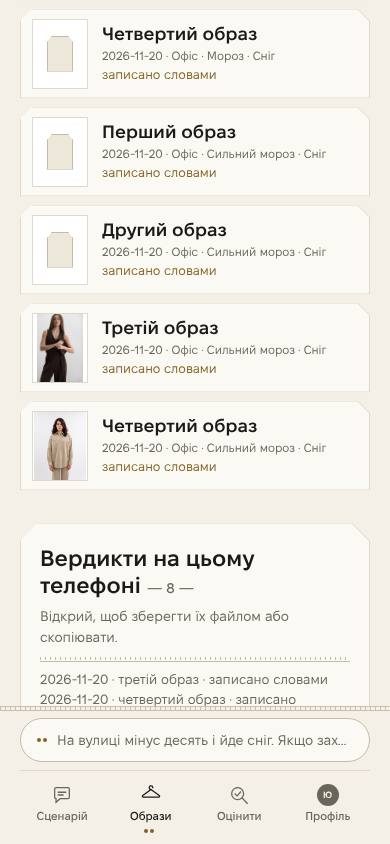 Четвертий образ
2026-11-20 · Офіс · Мороз · Сніг
записано словами
Перший образ
2026-11-20 · Офіс · Сильний мороз · Сніг
записано словами
Другий образ
2026-11-20 · Офіс · Сильний мороз · Сніг
записано словами
Третій образ
2026-11-20 · Офіс · Сильний мороз · Сніг
записано словами
Четвертий образ
2026-11-20 · Офіс · Сильний мороз · Сніг
записано словами
Вердикти на цьому
телефоні — 8 —
Відкрий, щоб зберегти їх файлом або
скопіювати.
2026-11-20 · третій образ · записано словами
2026-11-20 · четвертий образ · записано
На вулиці мінус десять і йде сніг. Якщо зах...
Сценарій
Образи
Оцінити
Ю
Профіль